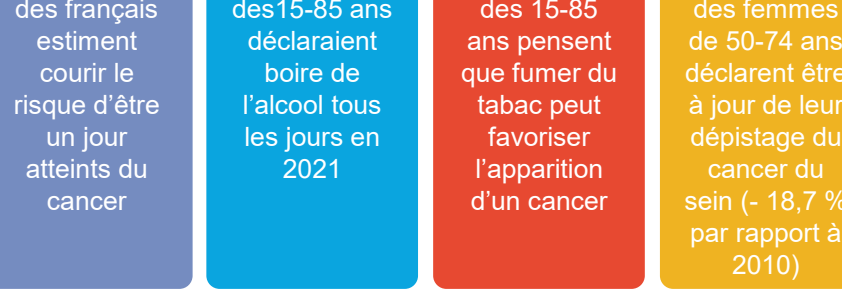 des français
estiment
courir le
risque d'être
un jour
atteints du
cancer
des15-85 ans
déclaraient
boire de
l'alcool tous
les jours en
2021
des 15-85
ans pensent
que fumer du
tabac peut
favoriser
l'apparition
d'un cancer
des femmes
de 50-74 ans
déclarent être
à jour de leur
dépistage du
cancer du
sein (- 18,7 %
par rapport à
2010)